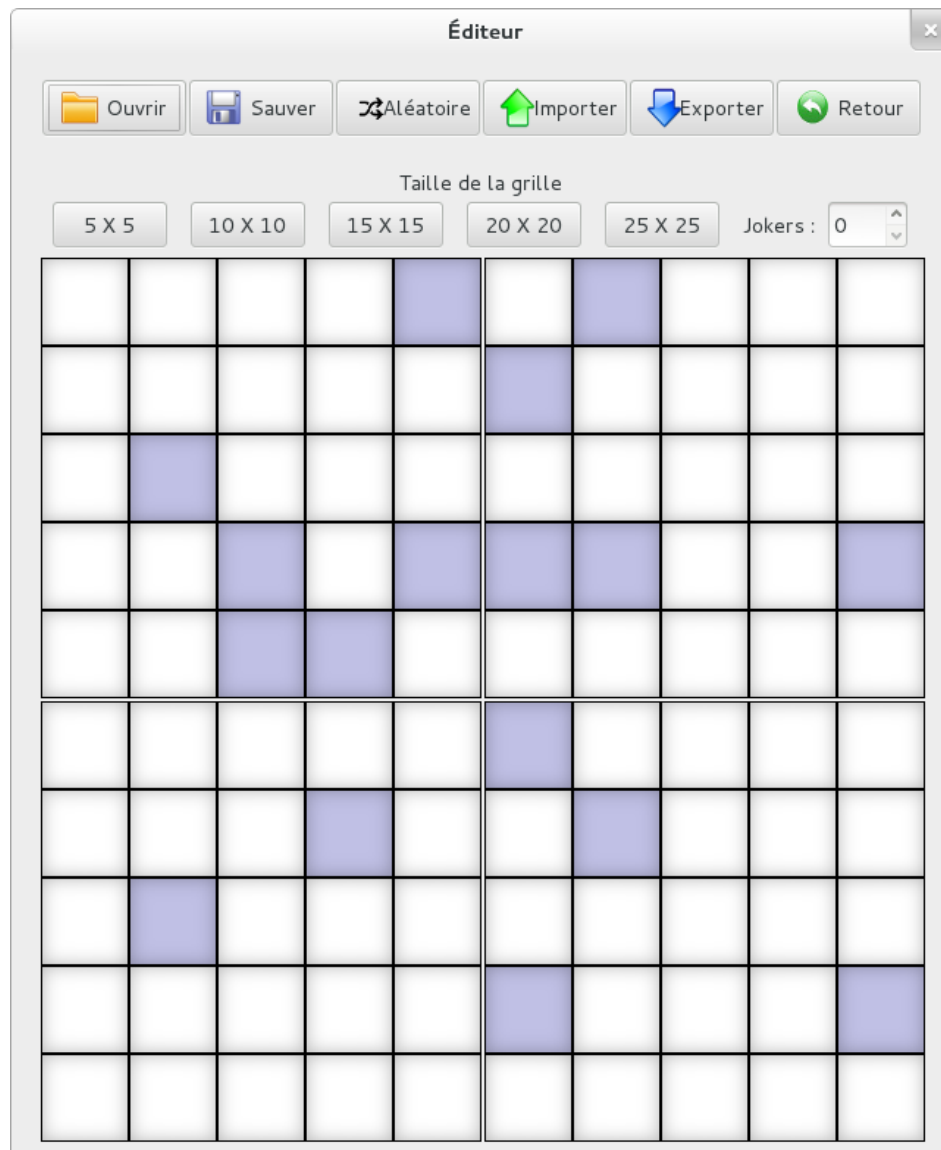 Éditeur
Ouvrir Sauver Aléatoire Importer Exporter Retour
Taille de la grille
5 X 5 10 X 10 15 X 15 20 X 20 25 X 25 Jokers : 0